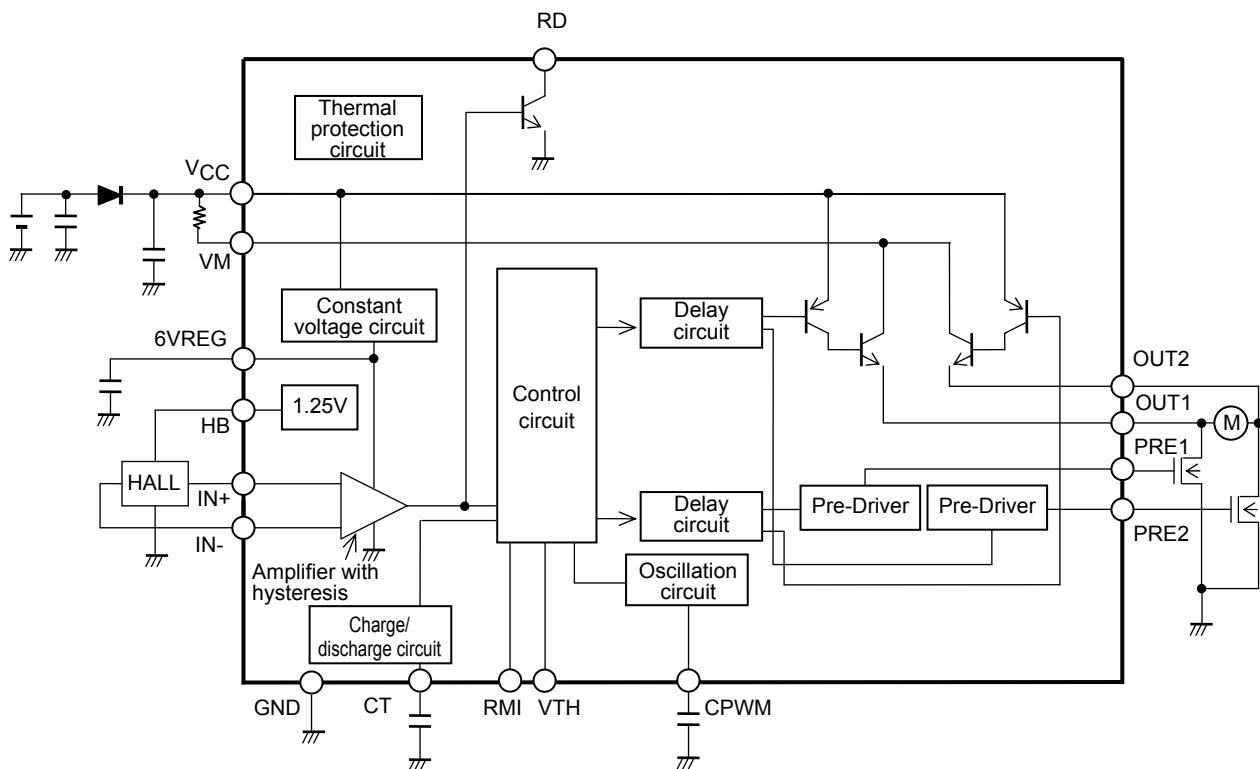 RD
Thermal
protection
circuit
VCC
VM
Constant
voltage circuit
6VREG
1.25V
HB
HALL
IN+
IN-
Amplifier with
hysteresis
Charge/
discharge circuit
Control
circuit
Delay
circuit
Delay
circuit
Pre-Driver
Pre-Driver
Oscillation
circuit
OUT2
OUT1
M
PRE1
PRE2
GND
CT
RMI
VTH
CPWM